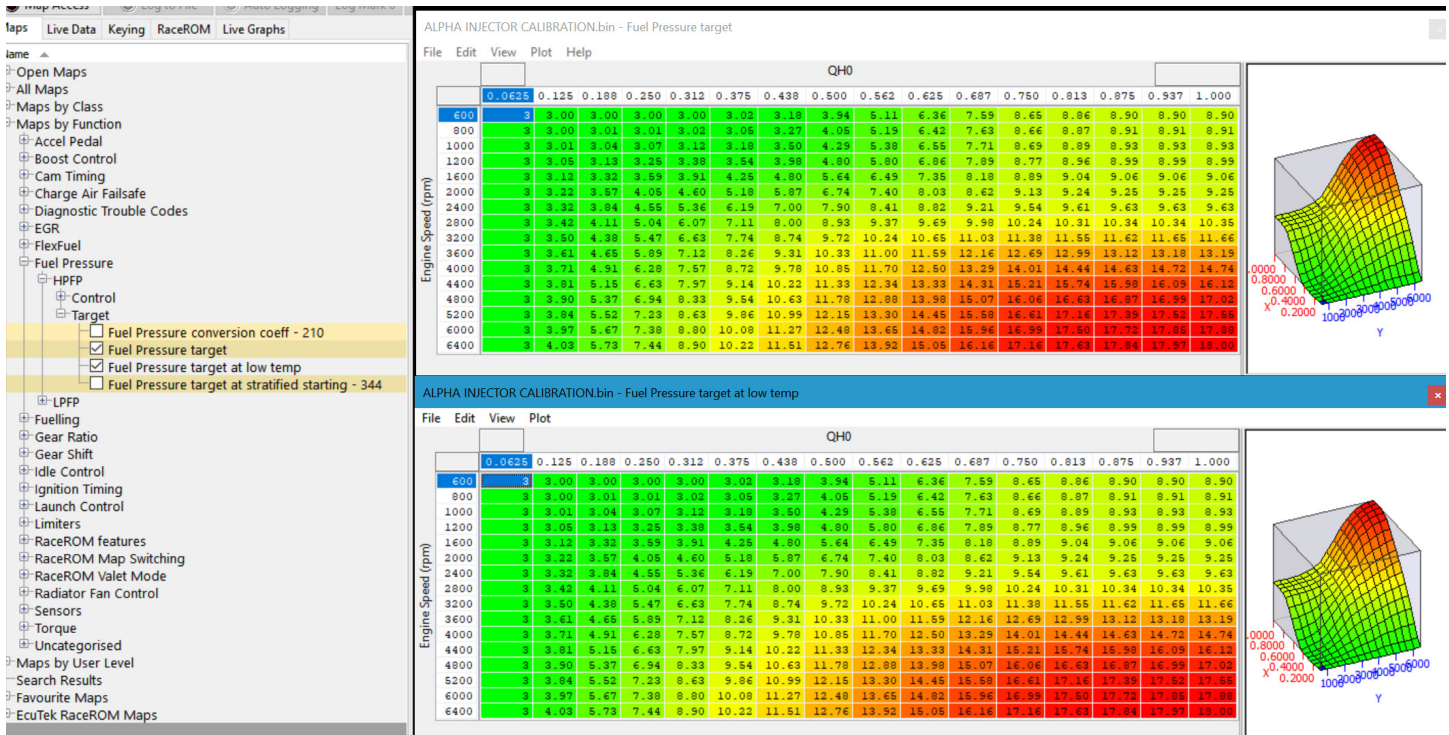 Map Access Log to File Auto Logging Log Mark 0
Maps Live Data Keying RaceROM Live Graphs
Name
Open Maps
All Maps
Maps by Class
Maps by Function
Accel Pedal
Boost Control
Cam Timing
Charge Air Failsafe
Diagnostic Trouble Codes
EGR
FlexFuel
Fuel Pressure
HPFP
Control
Target
Fuel Pressure conversion coeff - 210
Fuel Pressure target
Fuel Pressure target at low temp
Fuel Pressure target at stratified starting - 344
LPFP
Fuelling
Gear Ratio
Gear Shift
Idle Control
Ignition Timing
Launch Control
Limiters
RaceROM features
RaceROM Map Switching
RaceROM Valet Mode
Radiator Fan Control
Sensors
Torque
Uncategorised
Maps by User Level
Search Results
Favourite Maps
EcuTek RaceROM Maps
ALPHA INJECTOR CALIBRATION.bin - Fuel Pressure target
File Edit View Plot Help
QH0
0.0625 0.125 0.188 0.250 0.312 0.375 0.438 0.500 0.562 0.625 0.687 0.750 0.813 0.875 0.937 1.000
Engine Speed (rpm)
600 3 3.00 3.00 3.00 3.00 3.02 3.18 3.94 5.11 6.36 7.59 8.65 8.86 8.90 8.90 8.90
800 3 3.00 3.01 3.01 3.02 3.05 3.27 4.05 5.19 6.42 7.63 8.66 8.87 8.91 8.91 8.91
1000 3 3.01 3.04 3.07 3.12 3.18 3.50 4.29 5.38 6.55 7.71 8.69 8.89 8.93 8.93 8.93
1200 3 3.05 3.13 3.25 3.38 3.54 3.98 4.80 5.80 6.86 7.89 8.77 8.96 8.99 8.99 8.99
1600 3 3.12 3.32 3.59 3.91 4.25 4.80 5.64 6.49 7.35 8.18 8.89 9.04 9.06 9.06 9.06
2000 3 3.22 3.57 4.05 4.60 5.18 5.87 6.74 7.40 8.03 8.62 9.13 9.24 9.25 9.25 9.25
2400 3 3.32 3.84 4.55 5.36 6.19 7.00 7.90 8.41 8.82 9.21 9.54 9.61 9.63 9.63 9.63
2800 3 3.42 4.11 5.04 6.07 7.11 8.00 8.93 9.37 9.69 9.98 10.24 10.31 10.34 10.34 10.35
3200 3 3.50 4.38 5.47 6.63 7.74 8.74 9.72 10.24 10.65 11.03 11.38 11.55 11.62 11.65 11.66
3600 3 3.61 4.65 5.89 7.12 8.26 9.31 10.33 11.00 11.59 12.16 12.69 12.99 13.12 13.18 13.19
4000 3 3.71 4.91 6.28 7.57 8.72 9.78 10.85 11.70 12.50 13.29 14.01 14.44 14.63 14.72 14.74
4400 3 3.81 5.15 6.63 7.97 9.14 10.22 11.33 12.34 13.33 14.31 15.21 15.74 15.98 16.09 16.12
4800 3 3.90 5.37 6.94 8.33 9.54 10.63 11.78 12.88 13.98 15.07 16.06 16.63 16.87 16.99 17.02
5200 3 3.84 5.52 7.23 8.63 9.86 10.99 12.15 13.30 14.45 15.58 16.61 17.16 17.39 17.52 17.55
6000 3 3.97 5.67 7.38 8.80 10.08 11.27 12.48 13.65 14.82 15.96 16.99 17.50 17.72 17.85 17.88
6400 3 4.03 5.73 7.44 8.90 10.22 11.51 12.76 13.92 15.05 16.16 17.16 17.63 17.84 17.97 18.00
.0000
0.8000
0.6000
0.4000
0.2000
X
1000 2000 3000 4000 5000 6000
Y
ALPHA INJECTOR CALIBRATION.bin - Fuel Pressure target at low temp
File Edit View Plot
QH0
0.0625 0.125 0.188 0.250 0.312 0.375 0.438 0.500 0.562 0.625 0.687 0.750 0.813 0.875 0.937 1.000
Engine Speed (rpm)
600 3 3.00 3.00 3.00 3.00 3.02 3.18 3.94 5.11 6.36 7.59 8.65 8.86 8.90 8.90 8.90
800 3 3.00 3.01 3.01 3.02 3.05 3.27 4.05 5.19 6.42 7.63 8.66 8.87 8.91 8.91 8.91
1000 3 3.01 3.04 3.07 3.12 3.18 3.50 4.29 5.38 6.55 7.71 8.69 8.89 8.93 8.93 8.93
1200 3 3.05 3.13 3.25 3.38 3.54 3.98 4.80 5.80 6.86 7.89 8.77 8.96 8.99 8.99 8.99
1600 3 3.12 3.32 3.59 3.91 4.25 4.80 5.64 6.49 7.35 8.18 8.89 9.04 9.06 9.06 9.06
2000 3 3.22 3.57 4.05 4.60 5.18 5.87 6.74 7.40 8.03 8.62 9.13 9.24 9.25 9.25 9.25
2400 3 3.32 3.84 4.55 5.36 6.19 7.00 7.90 8.41 8.82 9.21 9.54 9.61 9.63 9.63 9.63
2800 3 3.42 4.11 5.04 6.07 7.11 8.00 8.93 9.37 9.69 9.98 10.24 10.31 10.34 10.34 10.35
3200 3 3.50 4.38 5.47 6.63 7.74 8.74 9.72 10.24 10.65 11.03 11.38 11.55 11.62 11.65 11.66
3600 3 3.61 4.65 5.89 7.12 8.26 9.31 10.33 11.00 11.59 12.16 12.69 12.99 13.12 13.18 13.19
4000 3 3.71 4.91 6.28 7.57 8.72 9.78 10.85 11.70 12.50 13.29 14.01 14.44 14.63 14.72 14.74
4400 3 3.81 5.15 6.63 7.97 9.14 10.22 11.33 12.34 13.33 14.31 15.21 15.74 15.98 16.09 16.12
4800 3 3.90 5.37 6.94 8.33 9.54 10.63 11.78 12.88 13.98 15.07 16.06 16.63 16.87 16.99 17.02
5200 3 3.84 5.52 7.23 8.63 9.86 10.99 12.15 13.30 14.45 15.58 16.61 17.16 17.39 17.52 17.55
6000 3 3.97 5.67 7.38 8.80 10.08 11.27 12.48 13.65 14.82 15.96 16.99 17.50 17.72 17.85 17.88
6400 3 4.03 5.73 7.44 8.90 10.22 11.51 12.76 13.92 15.05 16.16 17.16 17.63 17.84 17.97 18.00
.0000
0.8000
0.6000
0.4000
0.2000
X
1000 2000 3000 4000 5000 6000
Y